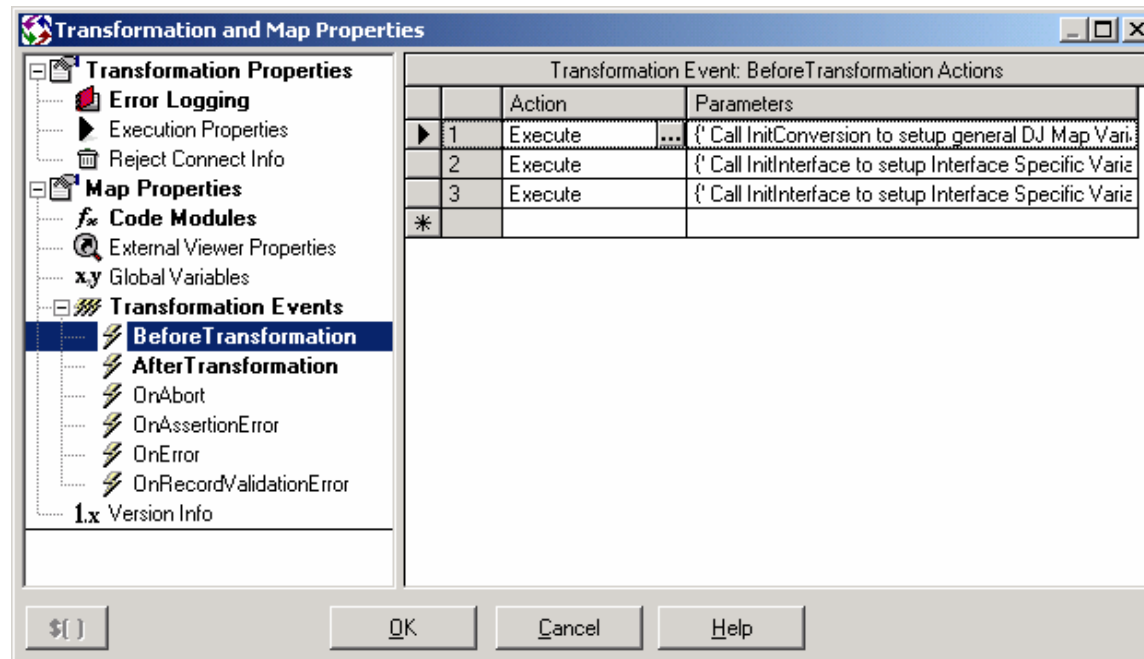 Transformation and Map Properties
Transformation Properties
Error Logging
Execution Properties
Reject Connect Info
Map Properties
fx Code Modules
External Viewer Properties
x,y Global Variables
Transformation Events
BeforeTransformation
AfterTransformation
OnAbort
OnAssertionError
OnError
OnRecordValidationError
1.x Version Info
Transformation Event: BeforeTransformation Actions
Action Parameters
1 Execute ... {' Call InitConversion to setup general DJ Map Varia
2 Execute {' Call InitInterface to setup Interface Specific Varia
3 Execute {' Call InitInterface to setup Interface Specific Varia
$( ) OK Cancel Help